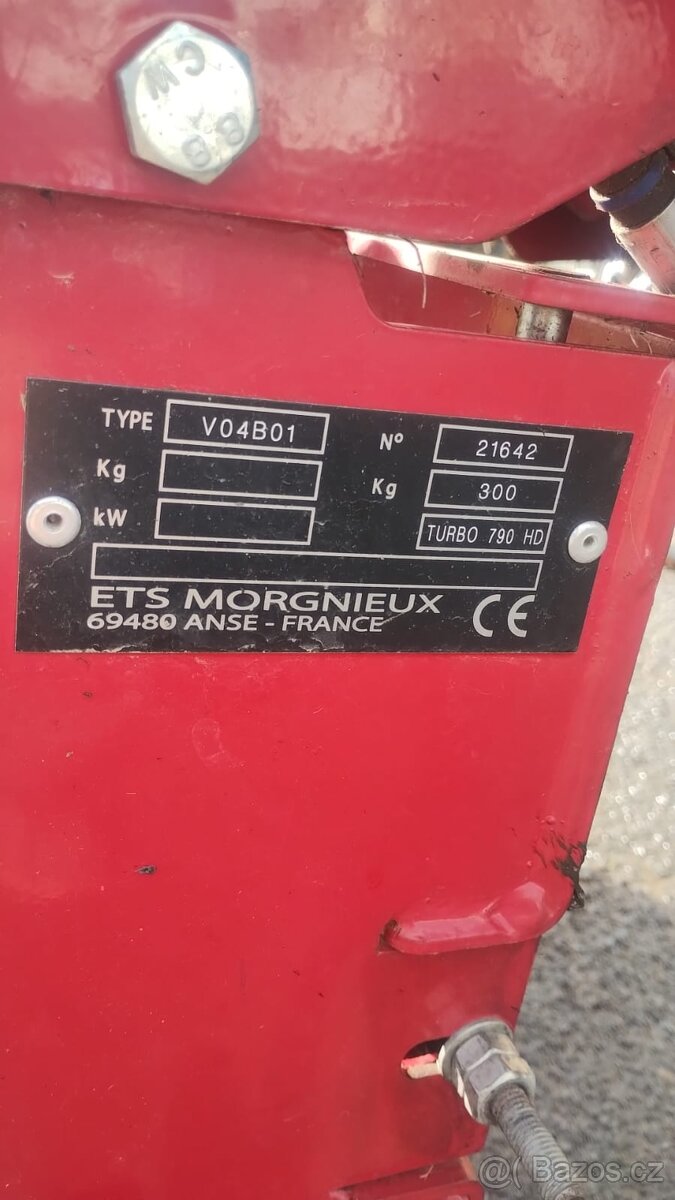 CW
8.8
TYPE V04B01 N° 21642
Kg Kg 300
kW TURBO 790 HD
ETS MORGNIEUX
69480 ANSE - FRANCE CE
@Bazos.cz